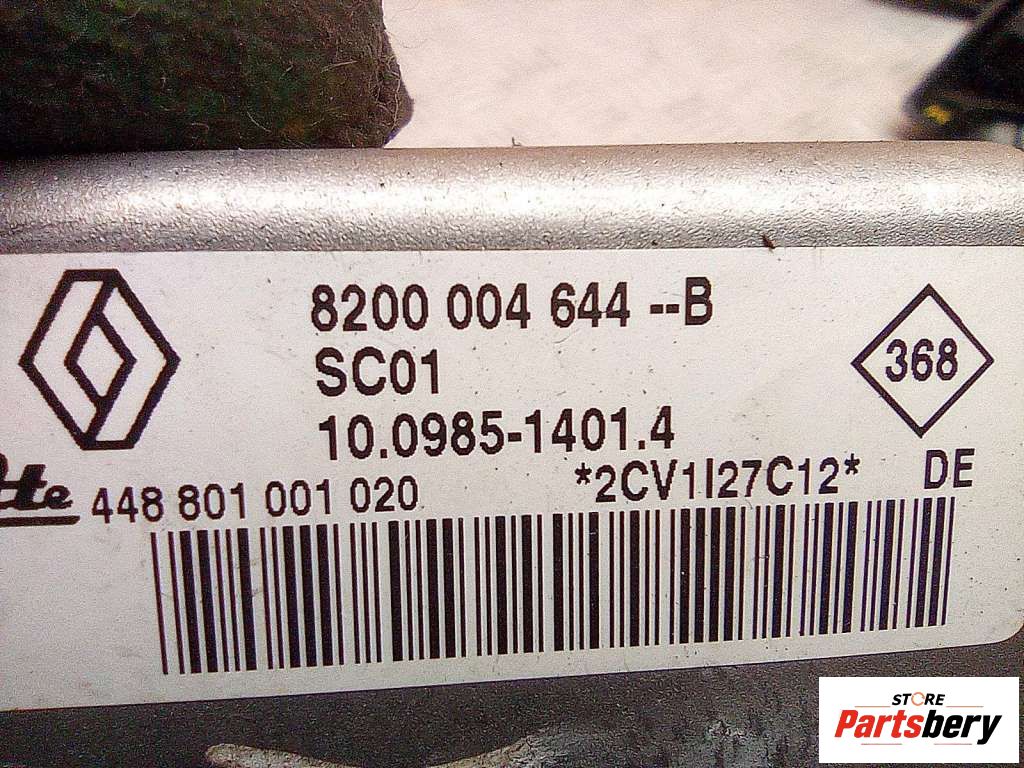 8200 004 644 --B
SC01
368
10.0985-1401.4
*2CV1I27C12*
DE
448 801 001 020
STORE
Partsbery